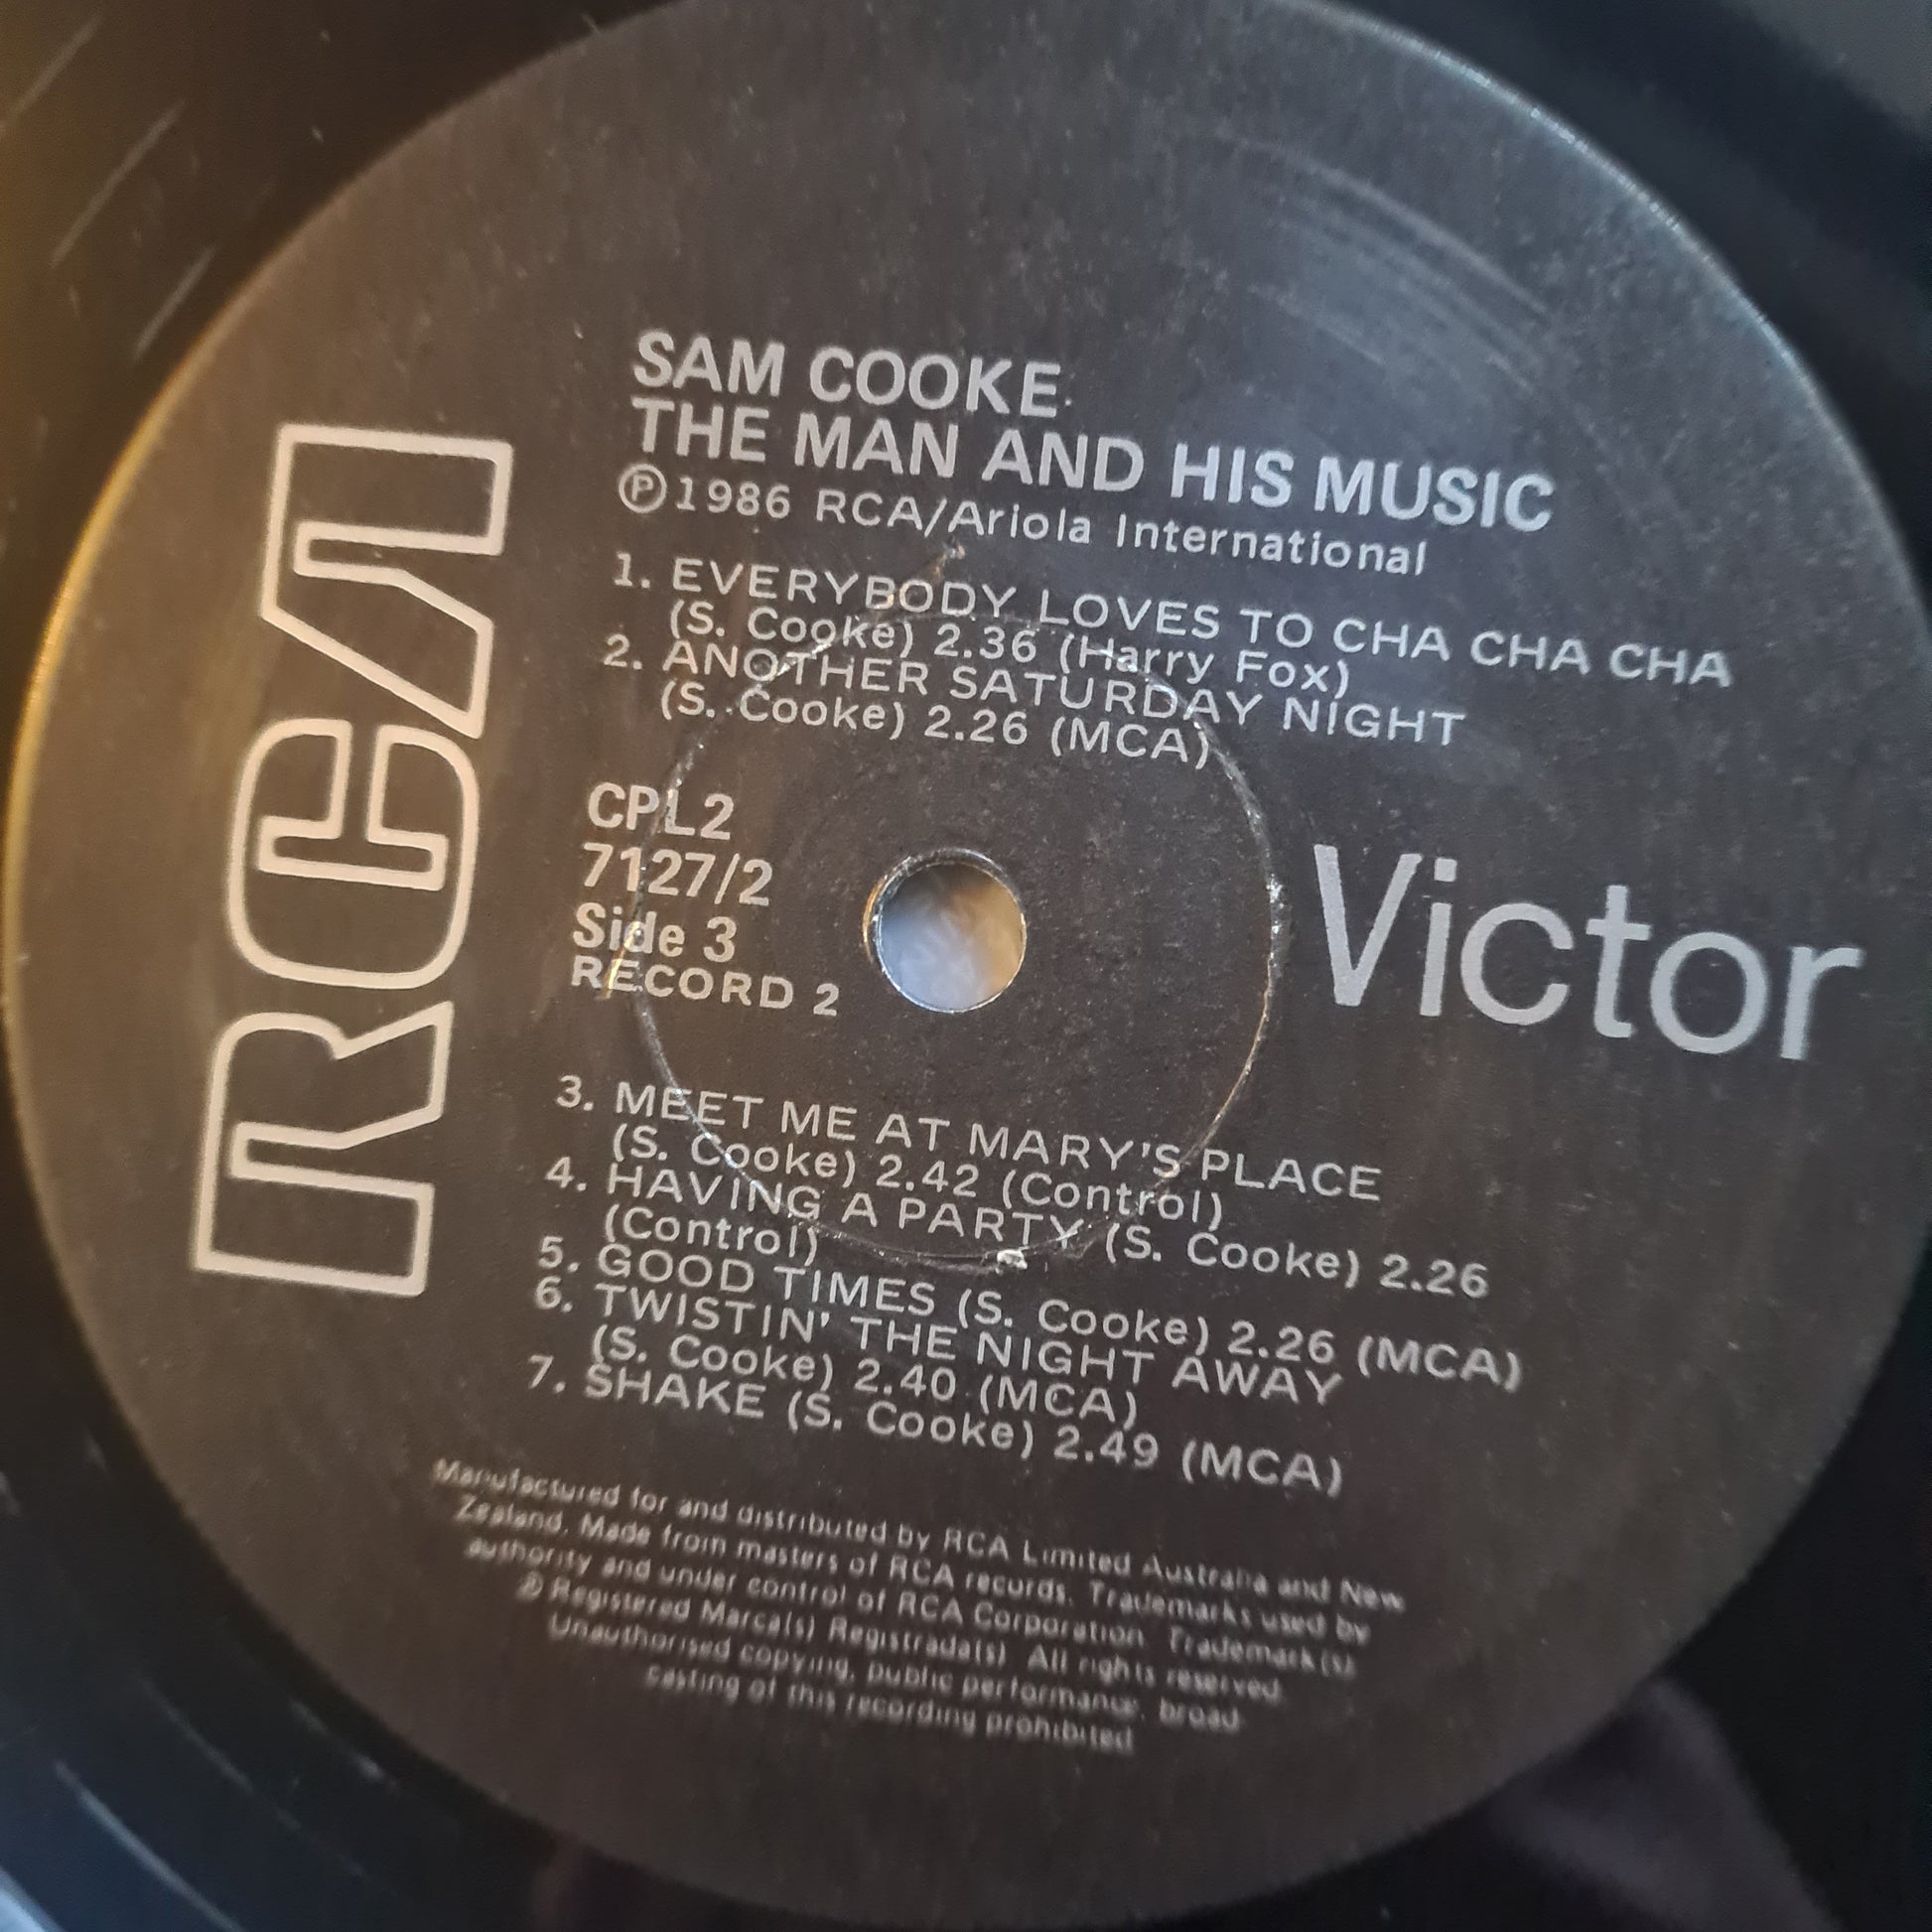 SAM COOKE
THE MAN AND HIS MUSIC
Ⓟ1986 RCA/Ariola International
1. EVERYBODY LOVES TO CHA CHA CHA
(S. Cooke) 2.36 (Harry Fox)
2. ANOTHER SATURDAY NIGHT
(S. Cooke) 2.26 (MCA)
RCA
CPL2
7127/2
Side 3
RECORD 2
Victor
3. MEET ME AT MARY'S PLACE
(S. Cooke) 2.42 (Control)
4. HAVING A PARTY (S. Cooke) 2.26
(Control)
5. GOOD TIMES (S. Cooke) 2.26 (MCA)
6. TWISTIN' THE NIGHT AWAY
(S. Cooke) 2.40 (MCA)
7. SHAKE (S. Cooke) 2.49 (MCA)
Manufactured for and distributed by RCA Limited Australia and New
Zealand. Made from masters of RCA records. Trademarks used by
authority and under control of RCA Corporation. Trademark(s)
® Registered Marca(s) Registrada(s). All rights reserved.
Unauthorised copying, public performance, broad-
casting of this recording prohibited